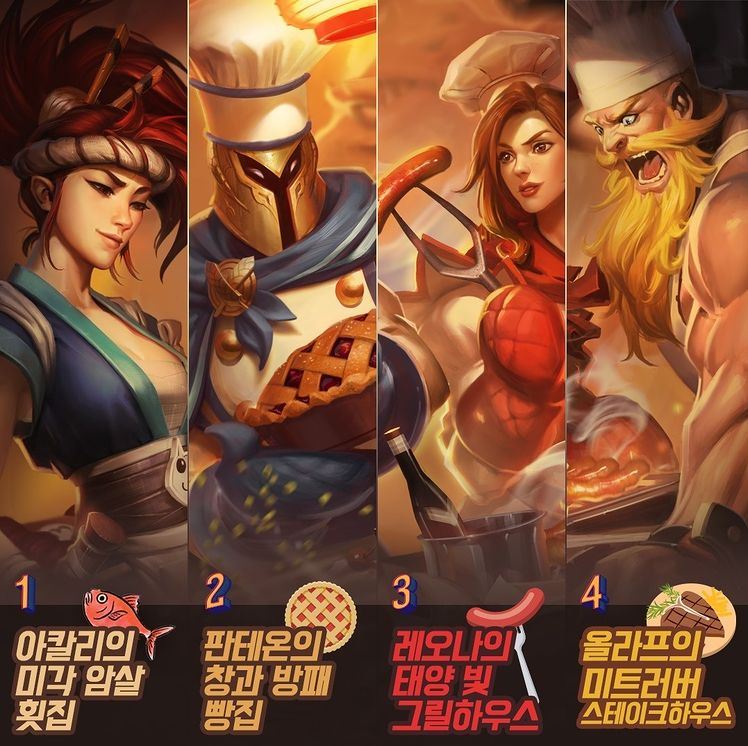 1
아칼리의
미각 암살
횟집
2
판테온의
창과 방패
빵집
3
레오나의
태양 빛
그릴하우스
4
올라프의
미트러버
스테이크하우스